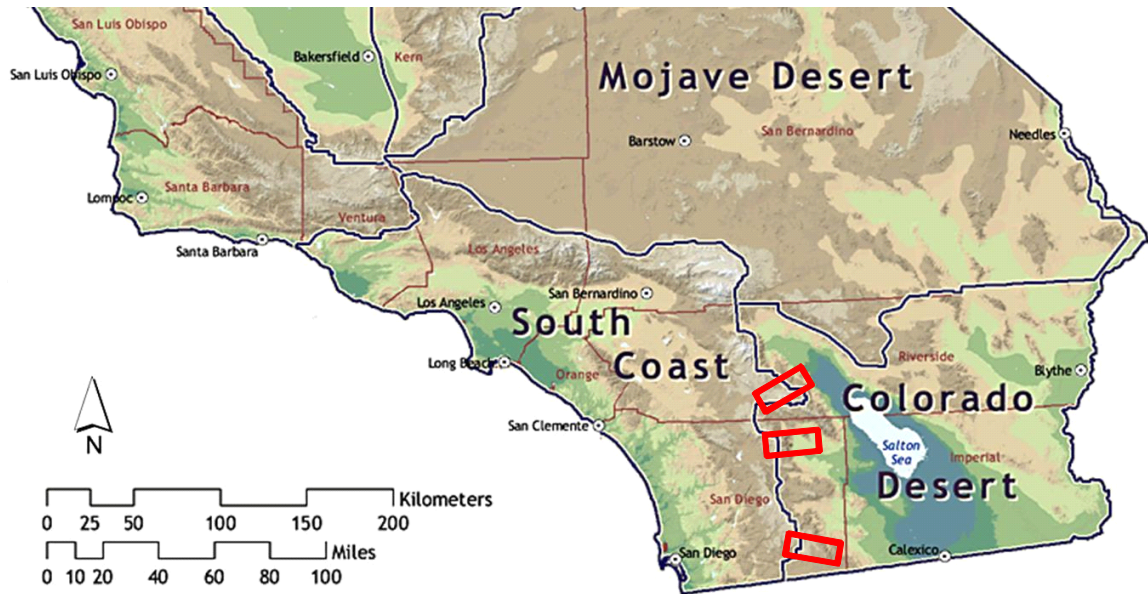 San Luis Obispo
Bakersfield
Kern
San Luis Obispo
Mojave Desert
Barstow
San Bernardino
Needles
Santa Barbara
Lompoc
Ventura
Santa Barbara
Los Angeles
San Bernardino
Los Angeles
South
Coast
Long Beach
Orange
Riverside
Blythe
Colorado
San Clemente
Salton
Sea
Imperial
Desert
San Diego
San Diego
Calexico
N
Kilometers
0 25 50 100 150 200
Miles
0 10 20 40 60 80 100